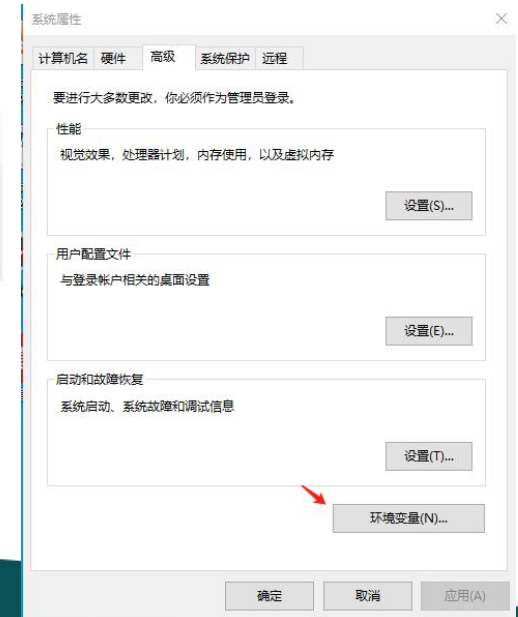 系统属性
计算机名 硬件 高级 系统保护 远程
要进行大多数更改，你必须作为管理员登录。
性能
视觉效果，处理器计划，内存使用，以及虚拟内存
设置(S)...
用户配置文件
与登录帐户相关的桌面设置
设置(E)...
启动和故障恢复
系统启动、系统故障和调试信息
设置(T)...
环境变量(N)...
确定 取消 应用(A)